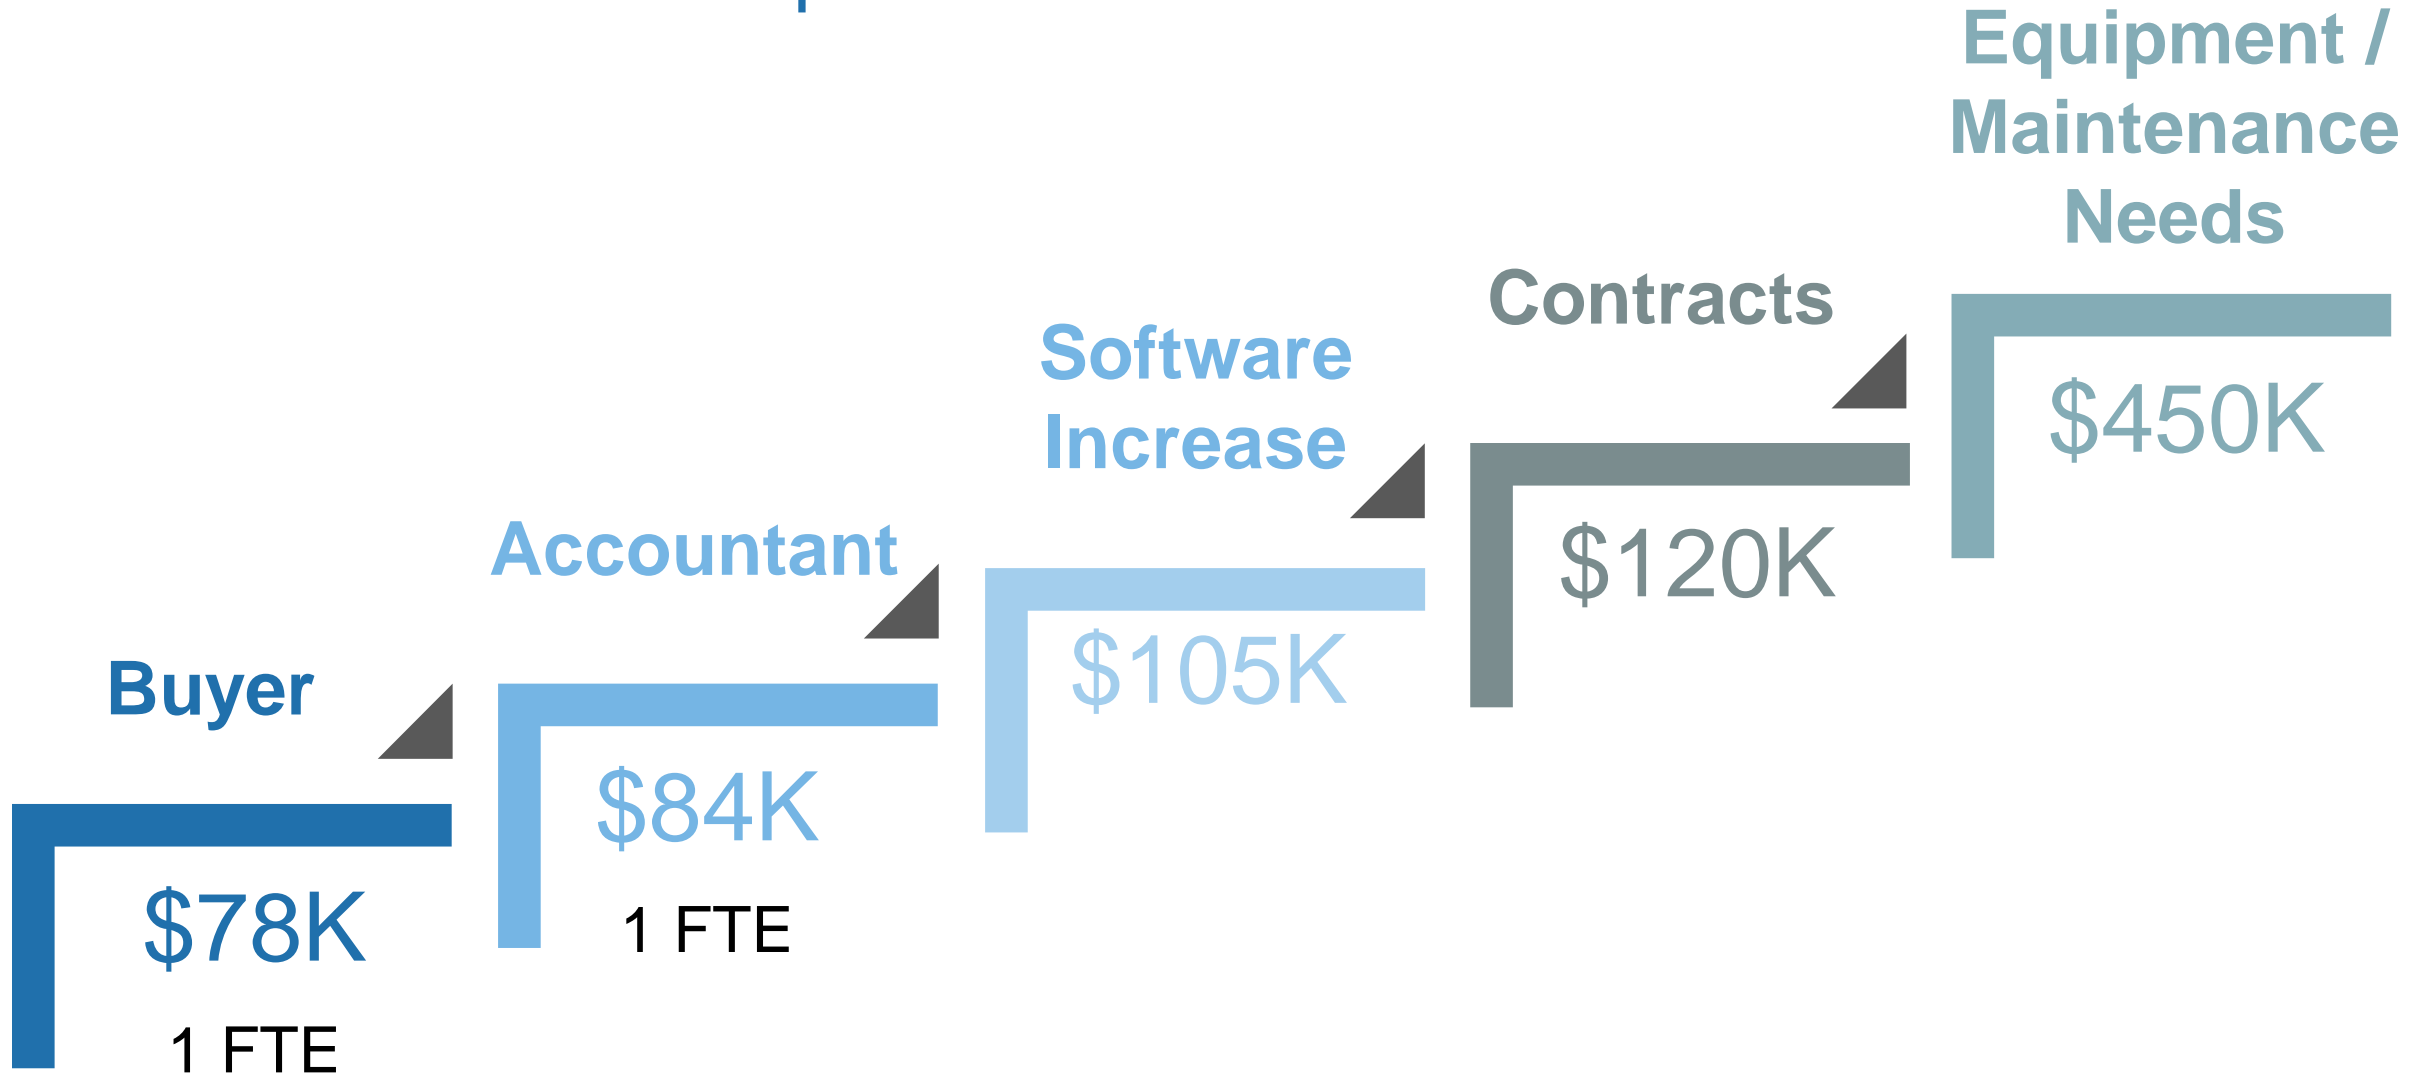 Buyer
$78K
1 FTE
Accountant
$84K
1 FTE
Software
Increase
$105K
Contracts
$120K
Equipment /
Maintenance
Needs
$450K